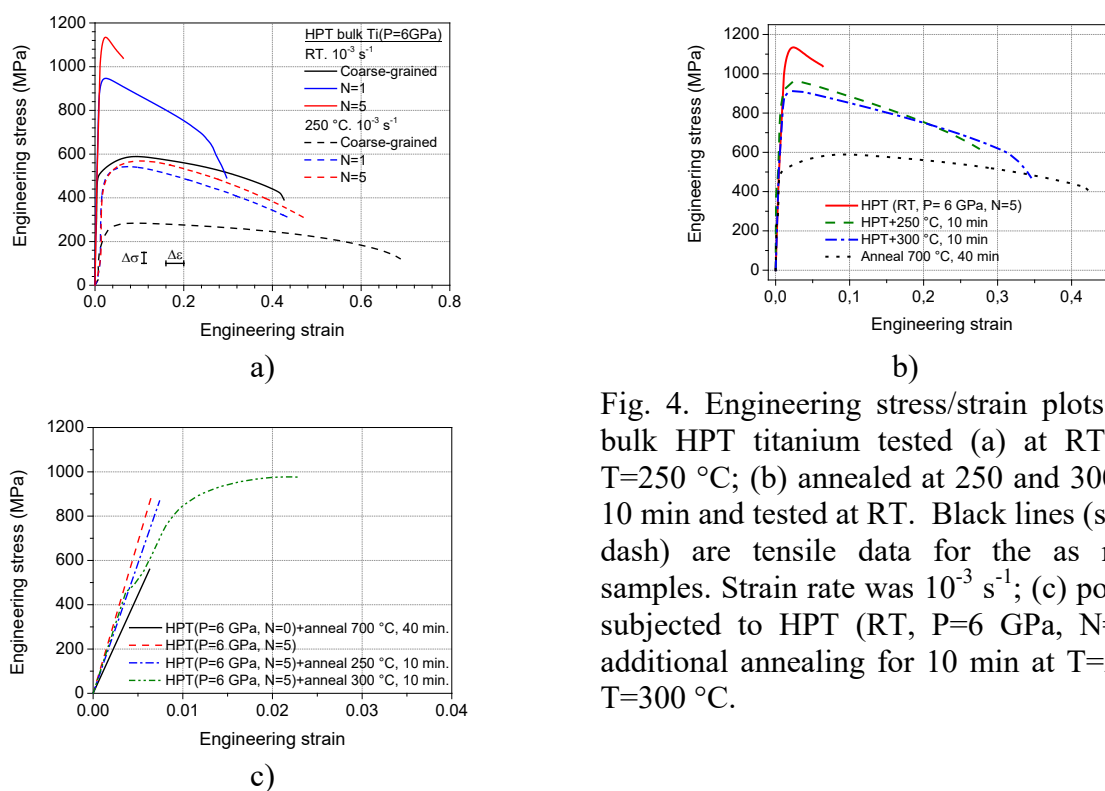 1200
1000
800
600
400
200
0
0.0 0.2 0.4 0.6 0.8
Engineering stress (MPa)
Engineering strain
HPT bulk Ti(P=6GPa)
RT. 10⁻³ s⁻¹
Coarse-grained
N=1
N=5
250 °C. 10⁻³ s⁻¹
Coarse-grained
N=1
N=5
Δσ Δε
a)
1200
1000
800
600
400
200
0
0,0 0,1 0,2 0,3 0,4
Engineering stress (MPa)
Engineering strain
HPT (RT, P= 6 GPa, N=5)
HPT+250 °C, 10 min
HPT+300 °C, 10 min
Anneal 700 °C, 40 min
b)
1200
1000
800
600
400
200
0
0.00 0.01 0.02 0.03 0.04
Engineering stress (MPa)
Engineering strain
HPT(P=6 GPa, N=0)+anneal 700 °C, 40 min.
HPT(P=6 GPa, N=5)
HPT(P=6 GPa, N=5)+anneal 250 °C, 10 min.
HPT(P=6 GPa, N=5)+anneal 300 °C, 10 min.
c)
Fig. 4. Engineering stress/strain plots
bulk HPT titanium tested (a) at RT
T=250 °C; (b) annealed at 250 and 300
10 min and tested at RT. Black lines
dash) are tensile data for the as
samples. Strain rate was 10⁻³ s⁻¹; (c)
subjected to HPT (RT, P=6 GPa,
additional annealing for 10 min at
T=300 °C.